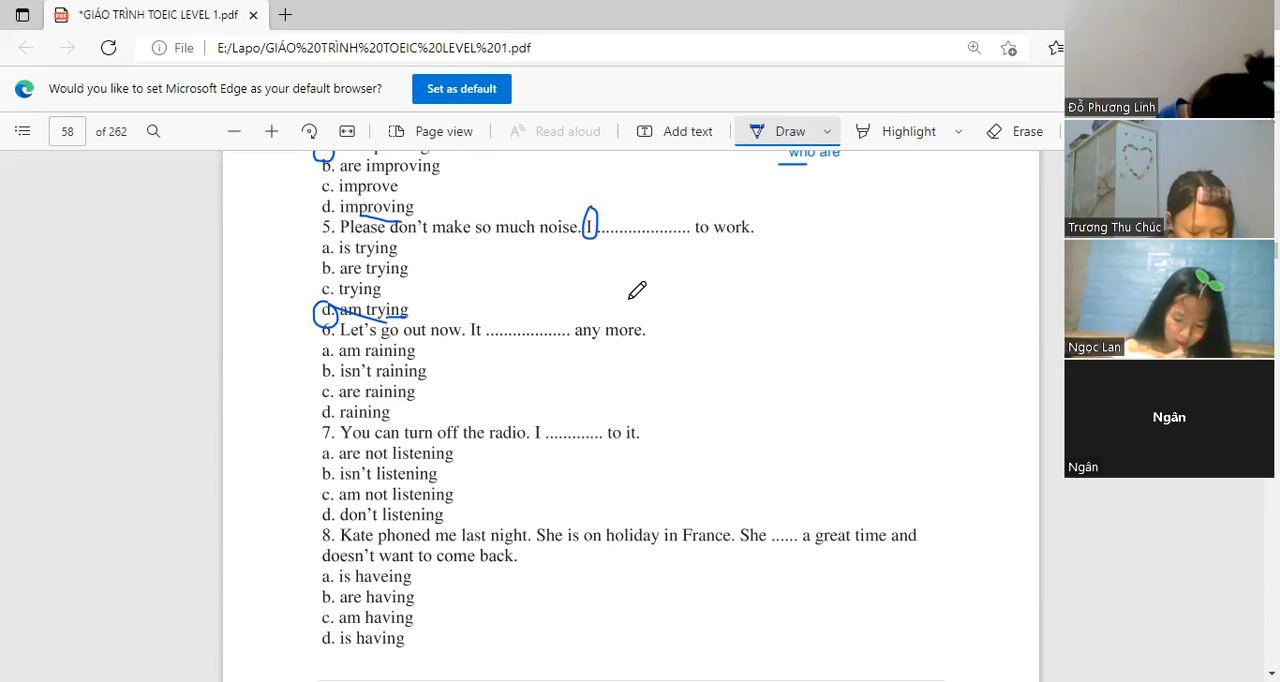 *GIÁO TRÌNH TOEIC LEVEL 1.pdf
File E:/Lapo/GIÁO%20TRÌNH%20TOEIC%20LEVEL%201.pdf
Would you like to set Microsoft Edge as your default browser? Set as default
58 of 262 Page view Read aloud Add text Draw Highlight Erase
who are
b. are improving
c. improve
d. improving
5. Please don't make so much noise. I ..................... to work.
a. is trying
b. are trying
c. trying
d. am trying
6. Let's go out now. It ................... any more.
a. am raining
b. isn't raining
c. are raining
d. raining
7. You can turn off the radio. I ............. to it.
a. are not listening
b. isn't listening
c. am not listening
d. don't listening
8. Kate phoned me last night. She is on holiday in France. She ...... a great time and
doesn't want to come back.
a. is haveing
b. are having
c. am having
d. is having
Đỗ Phương Linh
Trương Thu Chúc
Ngọc Lan
Ngân
Ngân